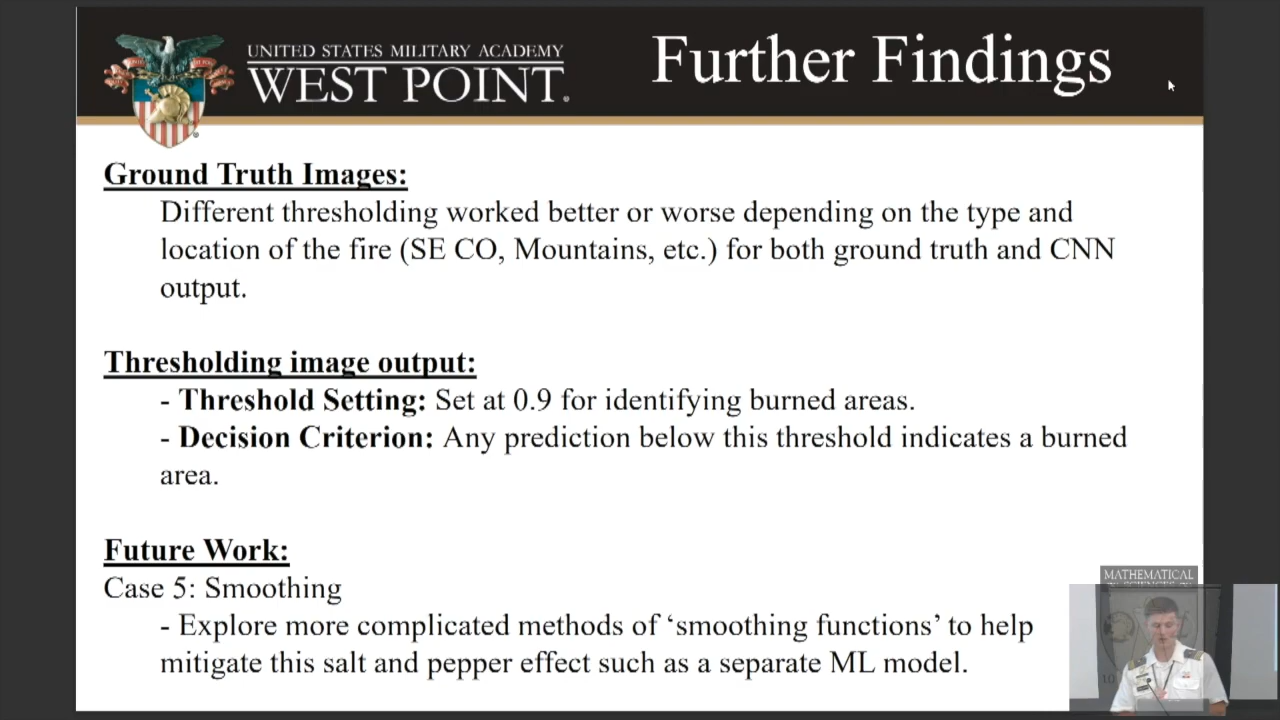 UNITED STATES MILITARY ACADEMY
WEST POINT.
Further Findings
Ground Truth Images:
Different thresholding worked better or worse depending on the type and
location of the fire (SE CO, Mountains, etc.) for both ground truth and CNN
output.
Thresholding image output:
- Threshold Setting: Set at 0.9 for identifying burned areas.
- Decision Criterion: Any prediction below this threshold indicates a burned
area.
Future Work:
Case 5: Smoothing
- Explore more complicated methods of ‘smoothing functions’ to help
mitigate this salt and pepper effect such as a separate ML model.
MATHEMATICAL